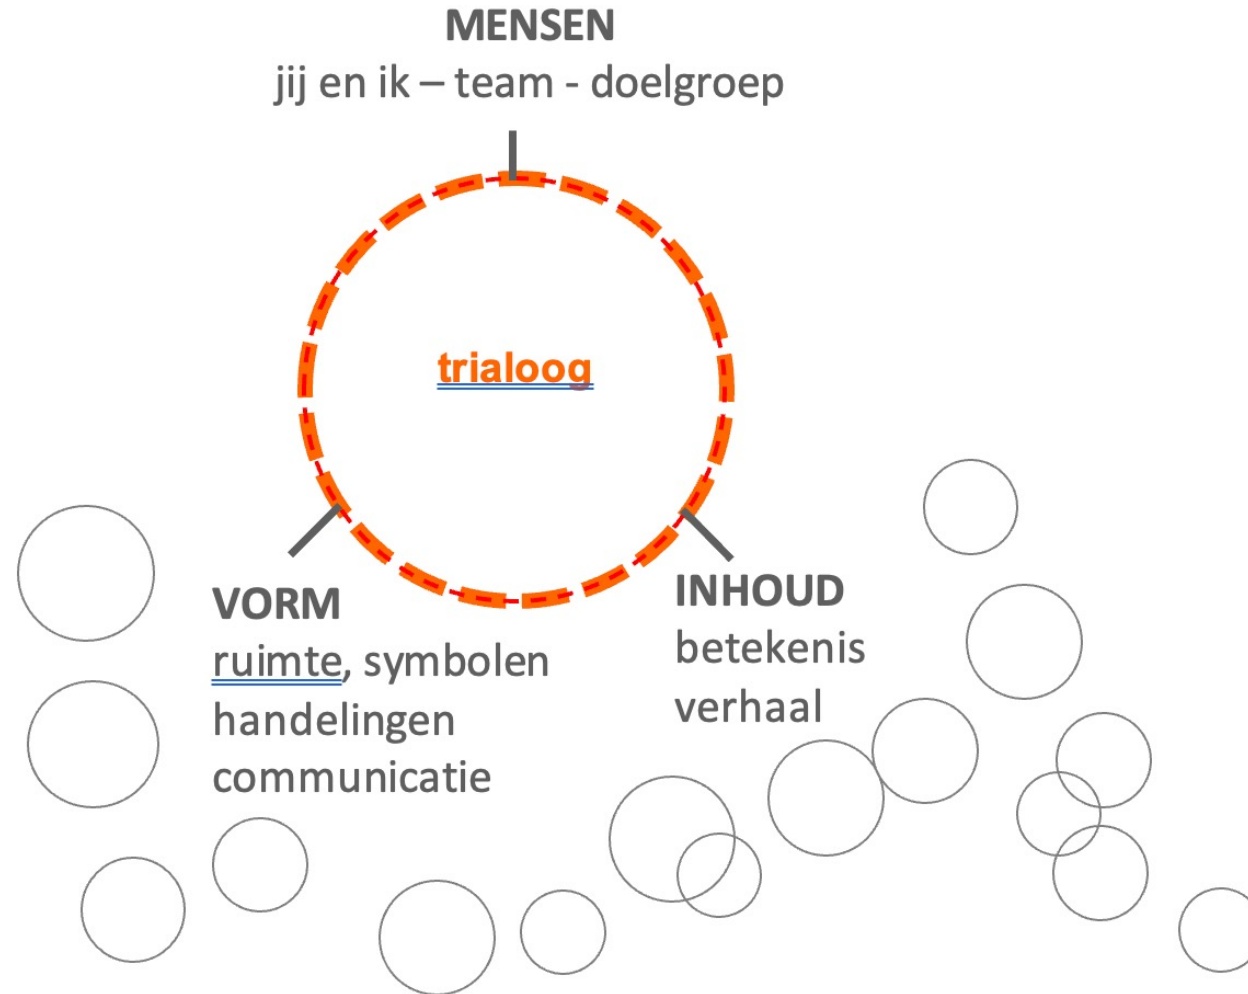 MENSEN
jij en ik – team - doelgroep
trialoog
VORM
ruimte, symbolen
handelingen
communicatie
INHOUD
betekenis
verhaal